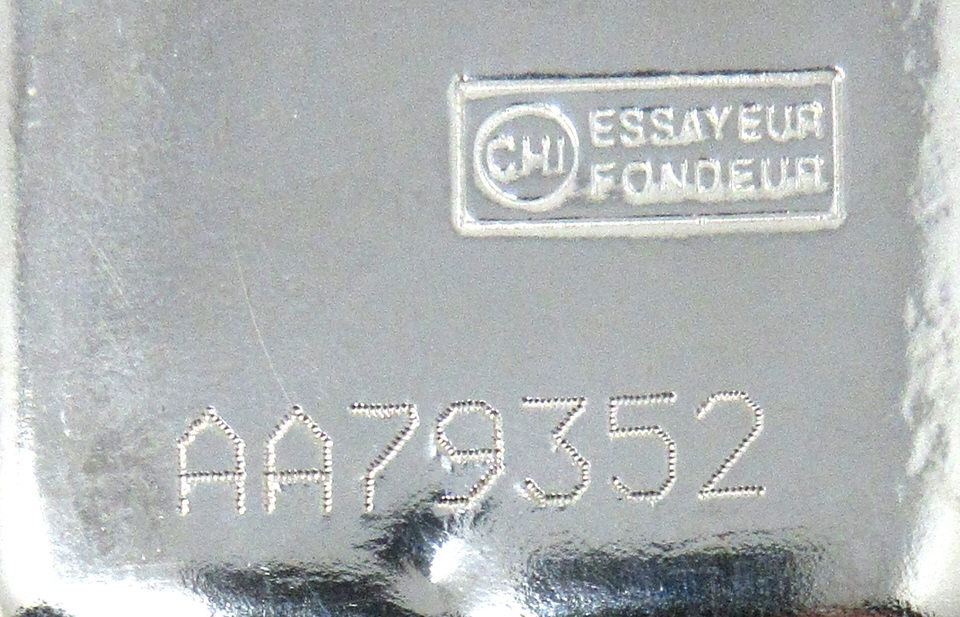 CHI
ESSAYEUR
FONDEUR
AA79352